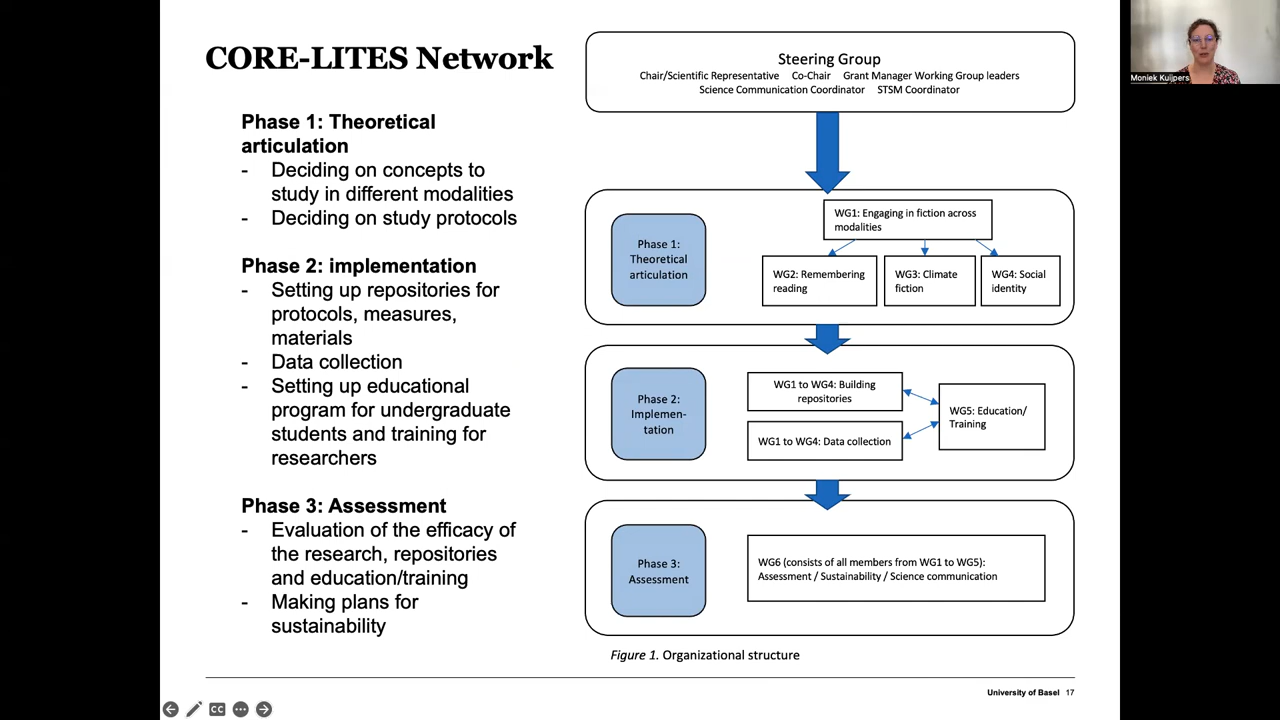 CORE-LITES Network
Phase 1: Theoretical
articulation
- Deciding on concepts to
study in different modalities
- Deciding on study protocols
Phase 2: implementation
- Setting up repositories for
protocols, measures,
materials
- Data collection
- Setting up educational
program for undergraduate
students and training for
researchers
Phase 3: Assessment
- Evaluation of the efficacy of
the research, repositories
and education/training
- Making plans for
sustainability
Steering Group
Chair/Scientific Representative Co-Chair Grant Manager Working Group leaders
Science Communication Coordinator STSM Coordinator
Phase 1:
Theoretical
articulation
WG1: Engaging in fiction across
modalities
WG2: Remembering
reading
WG3: Climate
fiction
WG4: Social
identity
Phase 2:
Implemen-
tation
WG1 to WG4: Building
repositories
WG1 to WG4: Data collection
WG5: Education/
Training
Phase 3:
Assessment
WG6 (consists of all members from WG1 to WG5):
Assessment / Sustainability / Science communication
Figure 1. Organizational structure
University of Basel 17
CC
Moniek Kuijpers